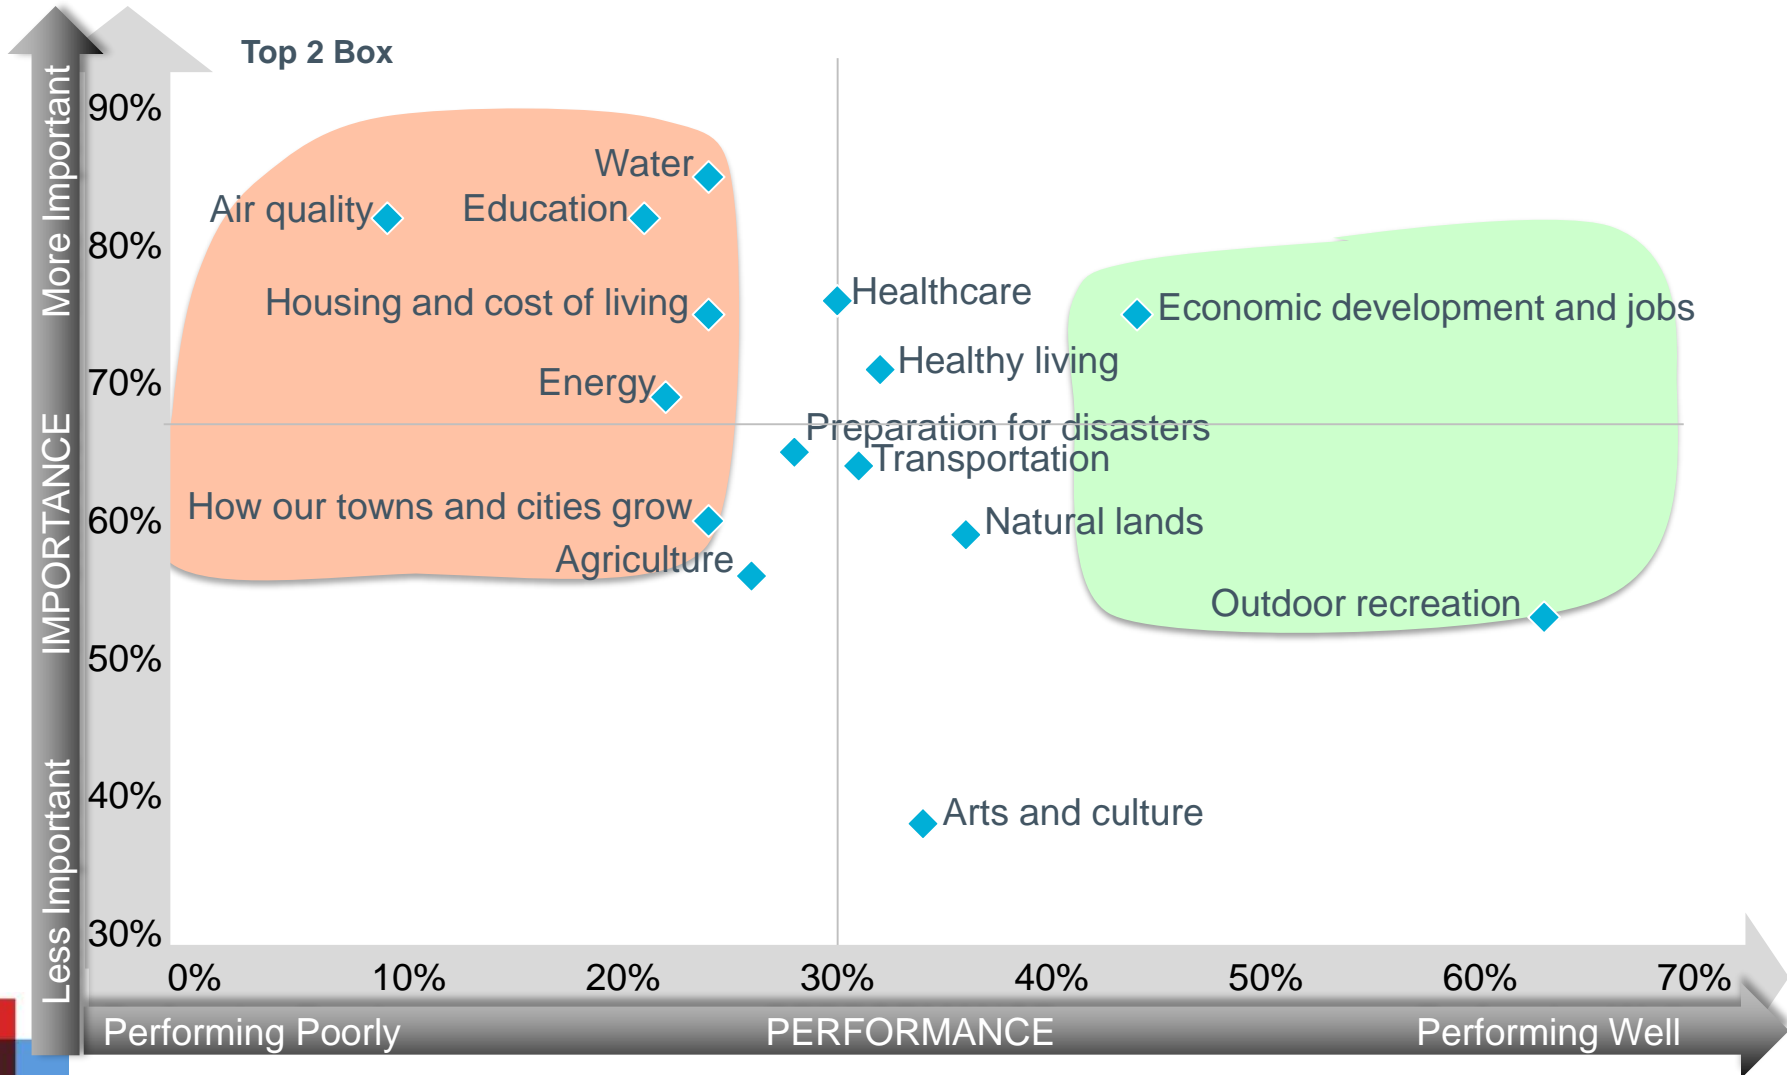 Top 2 Box
More Important
IMPORTANCE
Less Important
90%
80%
70%
60%
50%
40%
30%
Water
Air quality
Education
Healthcare
Housing and cost of living
Economic development and jobs
Healthy living
Energy
Preparation for disasters
Transportation
How our towns and cities grow
Natural lands
Agriculture
Outdoor recreation
Arts and culture
0% 10% 20% 30% 40% 50% 60% 70%
Performing Poorly PERFORMANCE Performing Well